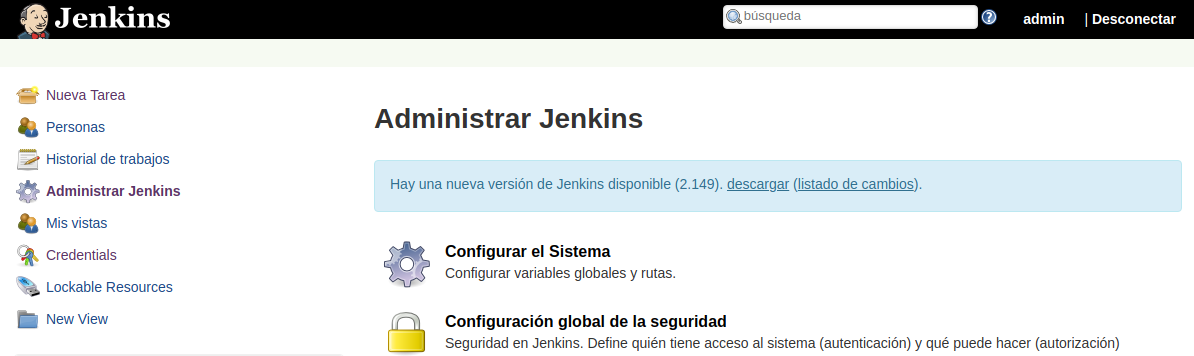 Jenkins
búsqueda
admin
| Desconectar
Nueva Tarea
Personas
Historial de trabajos
Administrar Jenkins
Mis vistas
Credentials
Lockable Resources
New View
Administrar Jenkins
Hay una nueva versión de Jenkins disponible (2.149). descargar (listado de cambios).
Configurar el Sistema
Configurar variables globales y rutas.
Configuración global de la seguridad
Seguridad en Jenkins. Define quién tiene acceso al sistema (autenticación) y qué puede hacer (autorización)